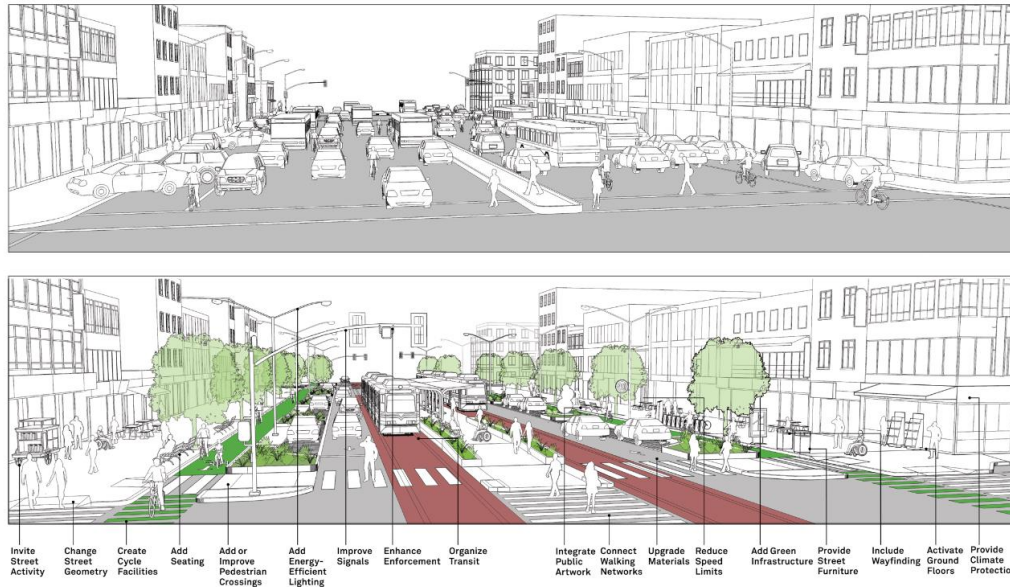 Invite
Street
Activity
Change
Street
Geometry
Create
Cycle
Facilities
Add
Seating
Add or
Improve
Pedestrian
Crossings
Add
Energy-
Efficient
Lighting
Improve
Signals
Enhance
Enforcement
Organize
Transit
Integrate
Public
Artwork
Connect
Walking
Networks
Upgrade
Materials
Reduce
Speed
Limits
Add Green
Infrastructure
Provide
Street
Furniture
Include
Wayfinding
Activate
Ground
Floors
Provide
Climate
Protectio